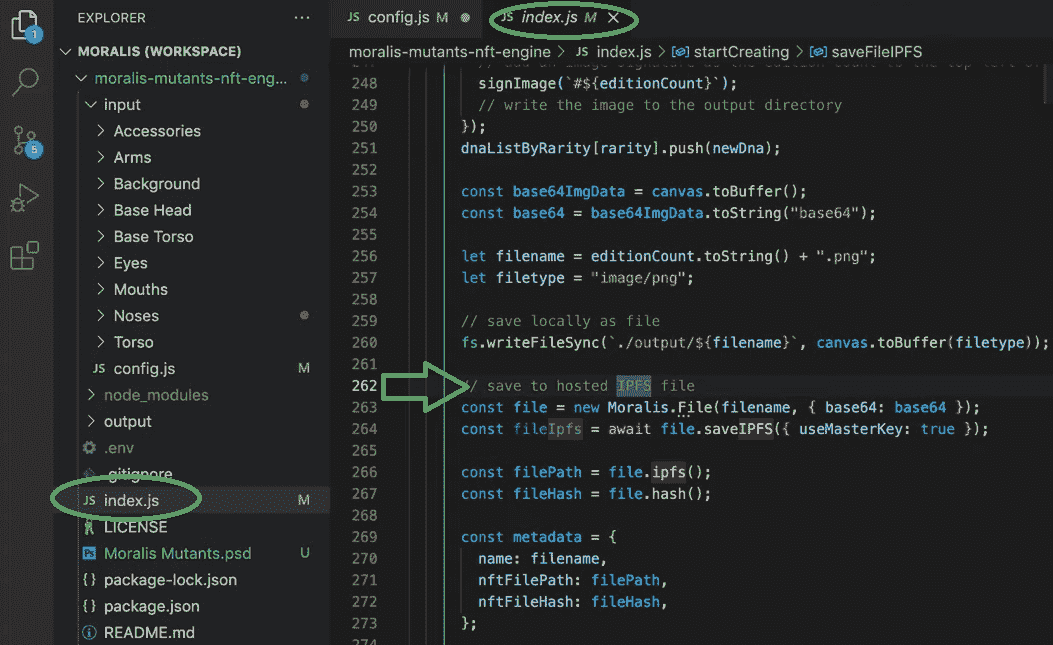 1
5
EXPLORER ...
MORALIS (WORKSPACE)
moralis-mutants-nft-eng...
input
Accessories
Arms
Background
Base Head
Base Torso
Eyes
Mouths
Noses
Torso
JS config.js M
node_modules
output
.env
.gitignore
JS index.js M
LICENSE
Ps Moralis Mutants.psd U
{} package-lock.json
{} package.json
README.md
JS config.js M
JS index.js M
moralis-mutants-nft-engine > JS index.js > startCreating > saveFileIPFS
248 signImage(`#${editionCount}`);
249 // write the image to the output directory
250 });
251 dnaListByRarity[rarity].push(newDna);
252
253 const base64ImgData = canvas.toBuffer();
254 const base64 = base64ImgData.toString("base64");
255
256 let filename = editionCount.toString() + ".png";
257 let filetype = "image/png";
258
259 // save locally as file
260 fs.writeFileSync(`./output/${filename}`, canvas.toBuffer(filetype));
261
262 // save to hosted IPFS file
263 const file = new Moralis.File(filename, { base64: base64 });
264 const fileIpfs = await file.saveIPFS({ useMasterKey: true });
265
266 const filePath = file.ipfs();
267 const fileHash = file.hash();
268
269 const metadata = {
270 name: filename,
271 nftFilePath: filePath,
272 nftFileHash: fileHash,
273 };